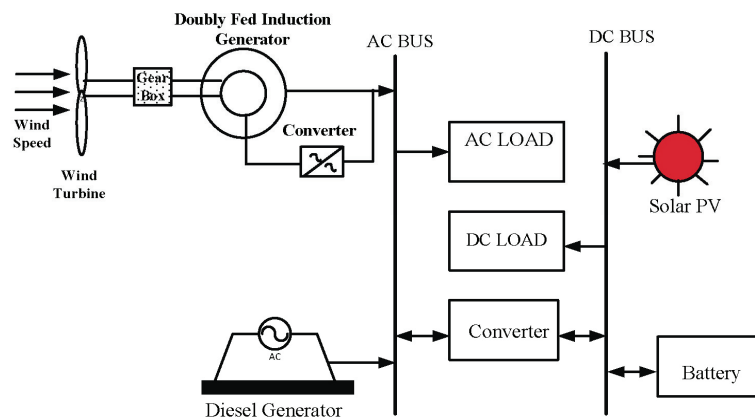 Doubly Fed Induction
Generator
AC BUS
DC BUS
Gear
Box
Wind
Speed
Wind
Turbine
Converter
AC LOAD
Solar PV
DC LOAD
Converter
AC
Diesel Generator
Battery